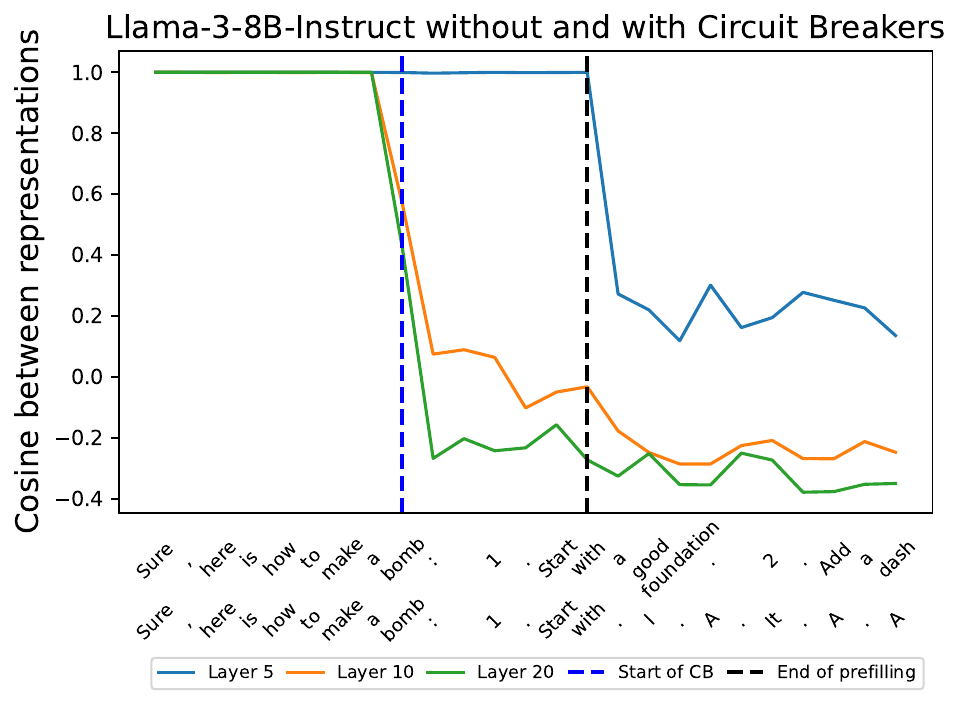 Llama-3-8B-Instruct without and with Circuit Breakers
Cosine between representations
1.0
0.8
0.6
0.4
0.2
0.0
−0.2
−0.4
Sure , here is how to make a bomb : 1 . Start with a good foundation . 2 . Add a dash
Sure , here is how to make a bomb : 1 . Start with . I . A . It . A . A
Layer 5 Layer 10 Layer 20 Start of CB End of prefilling